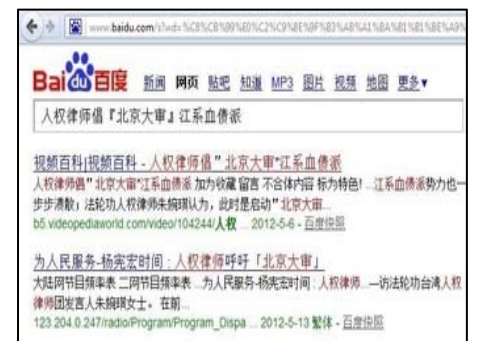 www.baidu.com/s?wd=
Bai百度 新闻 网页 贴吧 知道 MP3 图片 视频 地图 更多▼
人权律师倡『北京大审』江系血债派
视频百科|视频百科 - 人权律师倡"北京大审"江系血债派
人权律师倡"北京大审"江系血债派 加为收藏 留言 不合体内容 标为特色! ...江系血债派势力也一
步步溃散,法轮功人权律师朱婉琪认为,此时是启动"北京大审...
b5.videopediaworld.com/video/104244/人权 ... 2012-5-6 - 百度快照
为人民服务-杨宪宏时间 : 人权律师呼吁「北京大审」
大陆网节目频率表 二网节目频率表 ...为人民服务-杨宪宏时间 : 人权律师...—访法轮功台湾人权
律师团发言人朱婉琪女士。 在前...
123.204.0.247/radio/Program/Program_Dispa ... 2012-5-13 繁体 - 百度快照